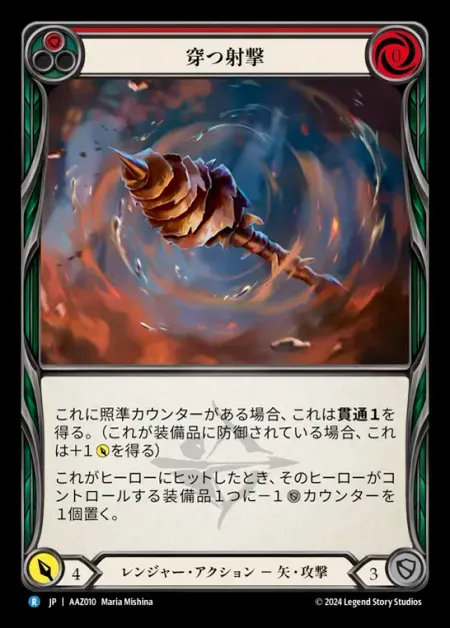 穿つ射撃
0
これに照準カウンターがある場合、これは貫通1を
得る。（これが装備品に防御されている場合、これ
は+1を得る）
これがヒーローにヒットしたとき、そのヒーローがコ
ントロールする装備品1つに−1カウンターを
1個置く。
4
レンジャー・アクション − 矢・攻撃
3
R JP | AAZ010 Maria Mishina
© 2024 Legend Story Studios